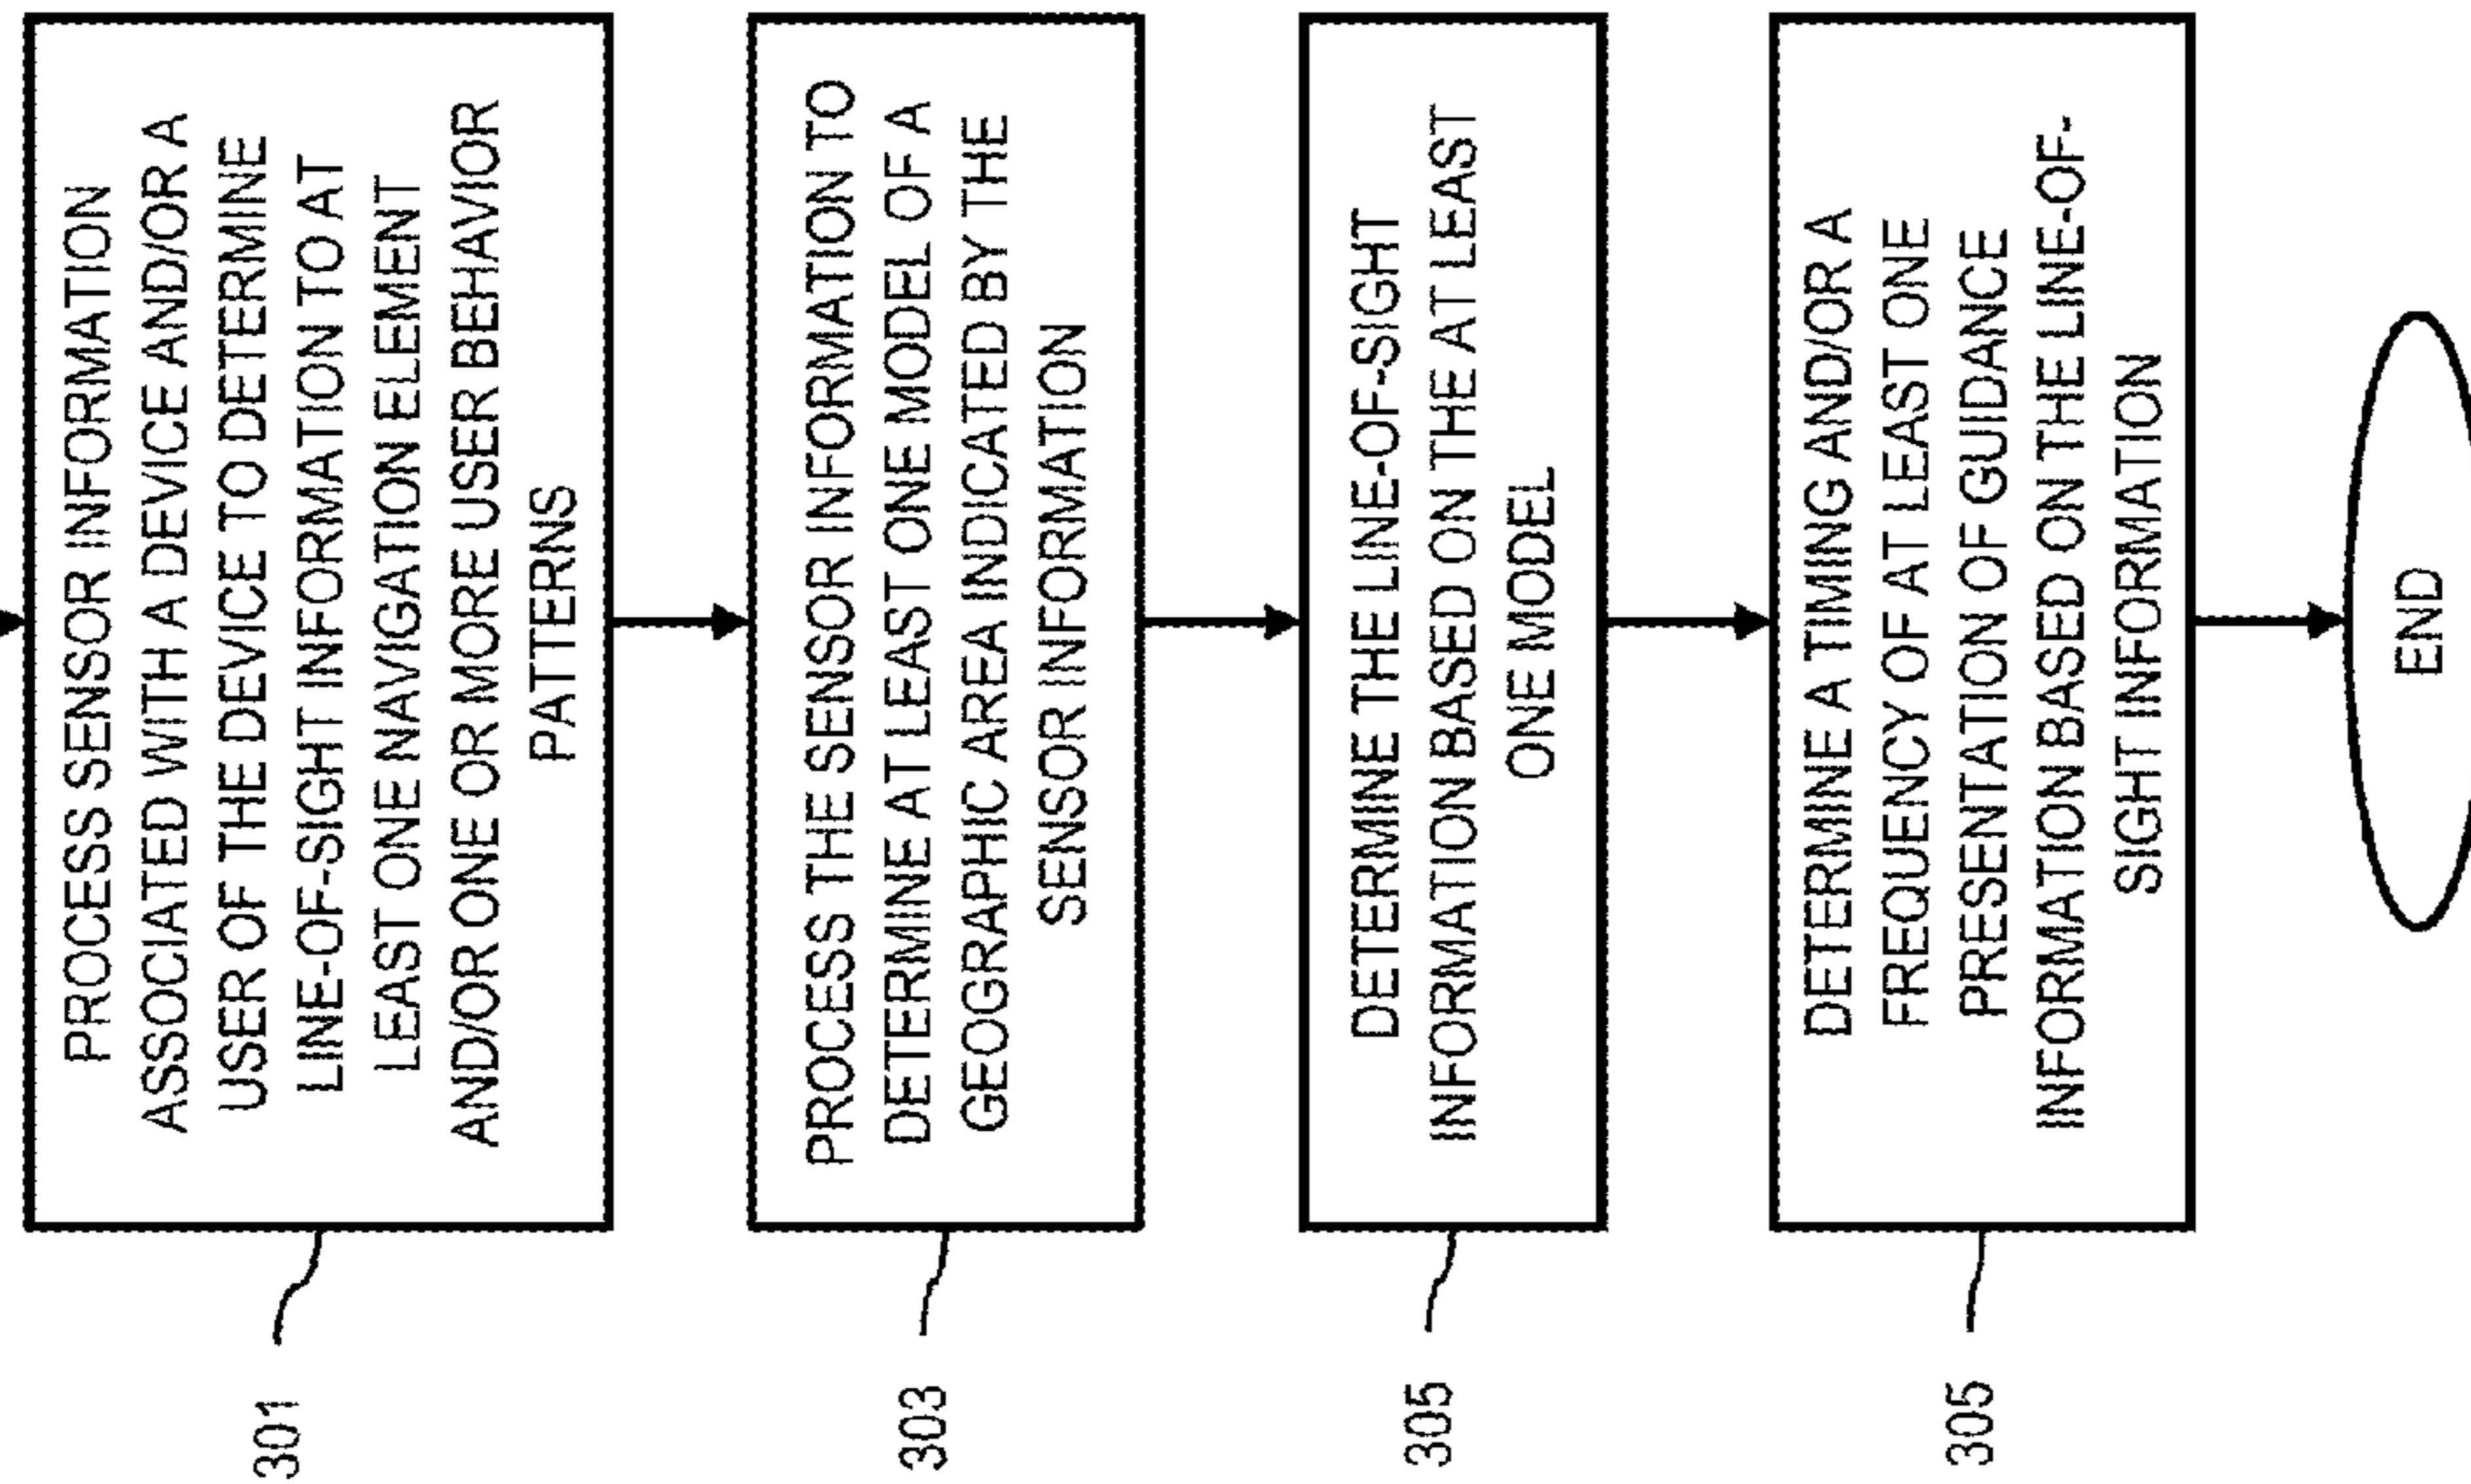 PROCESS SENSOR INFORMATION
ASSOCIATED WITH A DEVICE AND/OR A
USER OF THE DEVICE TO DETERMINE
LINE-OF-SIGHT INFORMATION TO AT
LEAST ONE NAVIGATION ELEMENT
AND/OR ONE OR MORE USER BEHAVIOR
PATTERNS
301
PROCESS THE SENSOR INFORMATION TO
DETERMINE AT LEAST ONE MODEL OF A
GEOGRAPHIC AREA INDICATED BY THE
SENSOR INFORMATION
303
DETERMINE THE LINE-OF-SIGHT
INFORMATION BASED ON THE AT LEAST
ONE MODEL
305
DETERMINE A TIMING AND/OR A
FREQUENCY OF AT LEAST ONE
PRESENTATION OF GUIDANCE
INFORMATION BASED ON THE LINE-OF-
SIGHT INFORMATION
305
END